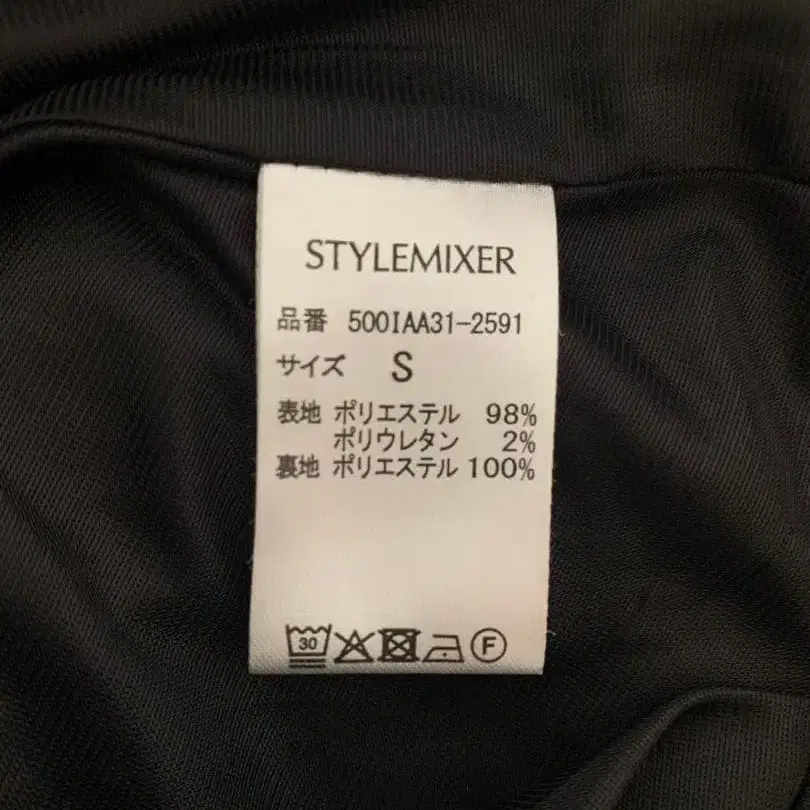 STYLEMIXER
品番 500IAA31-2591
サイズ S
表地 ポリエステル 98%
ポリウレタン 2%
裏地 ポリエステル 100%
30 F